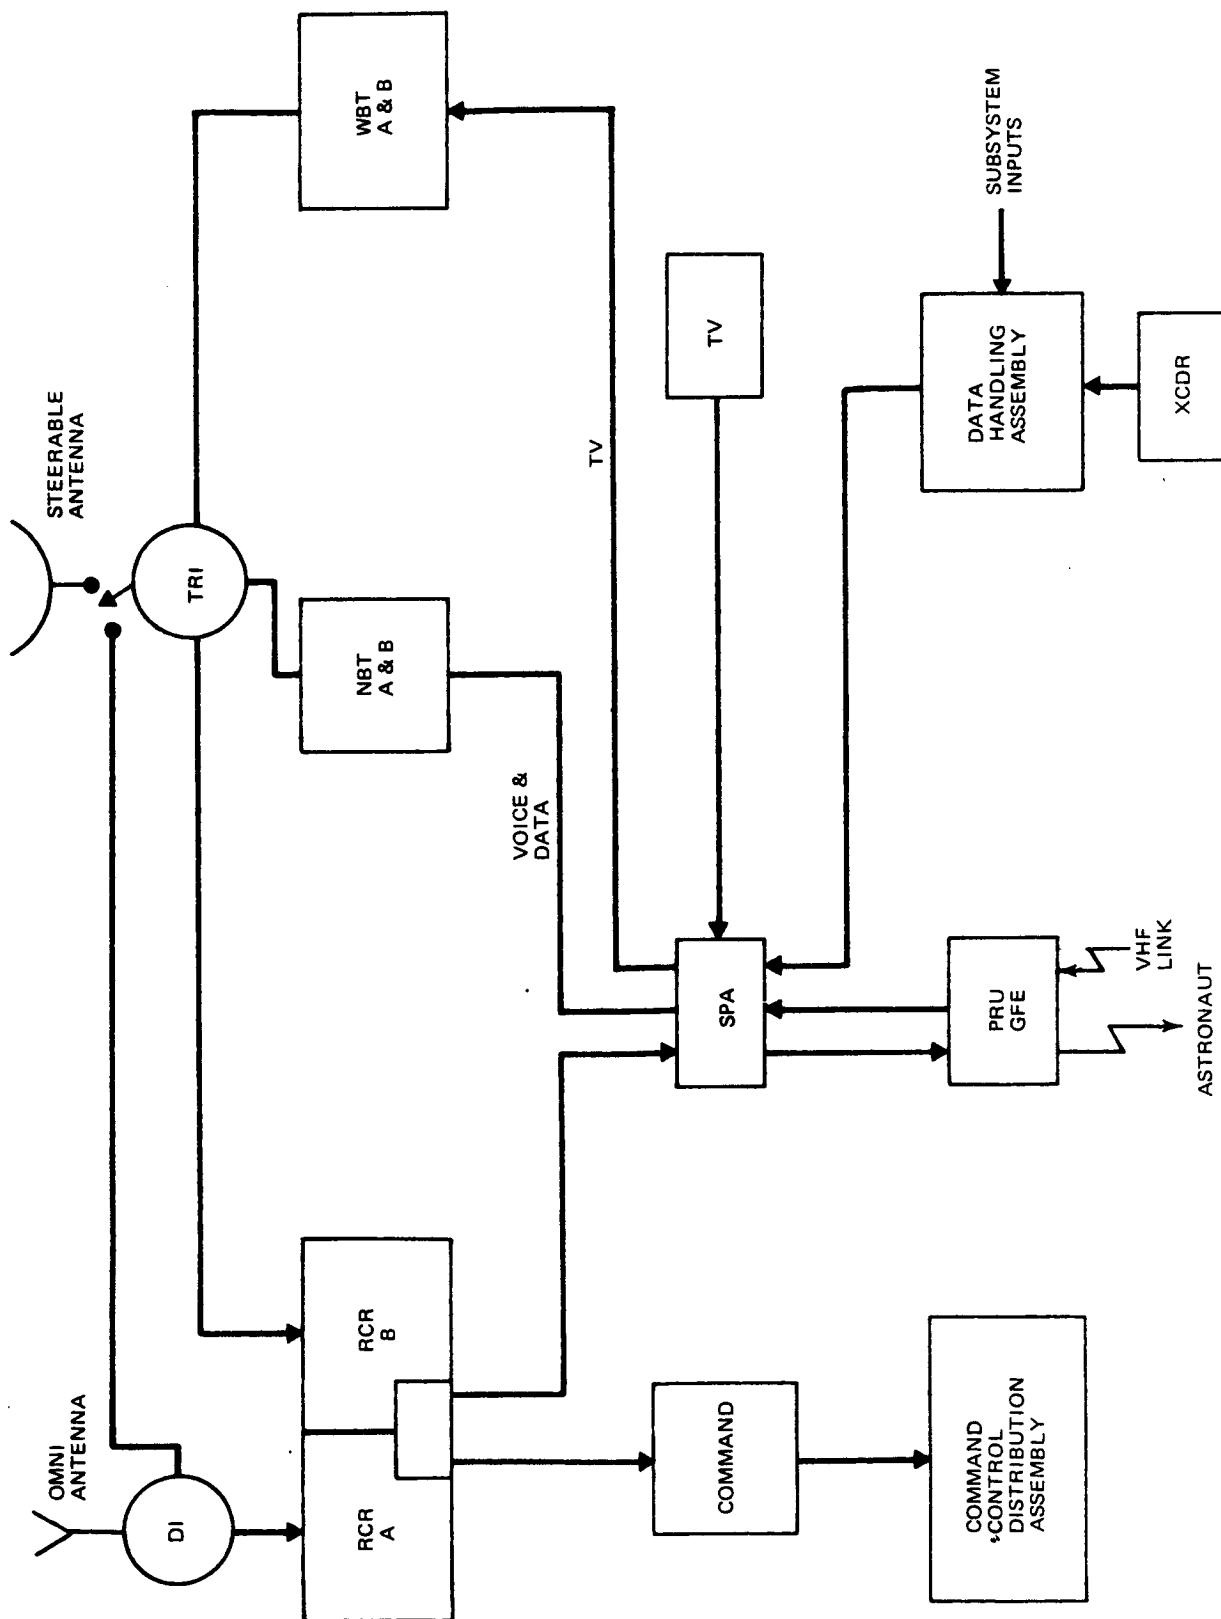 OMNI
ANTENNA
STEERABLE
ANTENNA
DI
TRI
RCR
A
RCR
B
NBT
A & B
WBT
A & B
VOICE &
DATA
TV
COMMAND
SPA
TV
COMMAND
&CONTROL
DISTRIBUTION
ASSEMBLY
PRU
GFE
DATA
HANDLING
ASSEMBLY
SUBSYSTEM
INPUTS
VHF
LINK
ASTRONAUT
XCDR